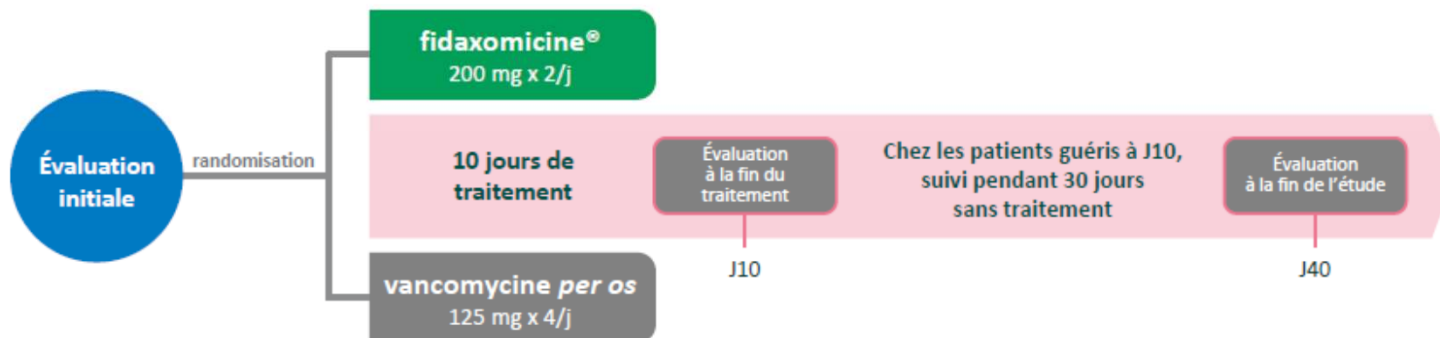 fidaxomicine®
200 mg x 2/j
Évaluation
initiale
randomisation
10 jours de
traitement
Évaluation
à la fin du
traitement
Chez les patients guéris à J10,
suivi pendant 30 jours
sans traitement
Évaluation
à la fin de l'étude
J10
J40
vancomycine per os
125 mg x 4/j